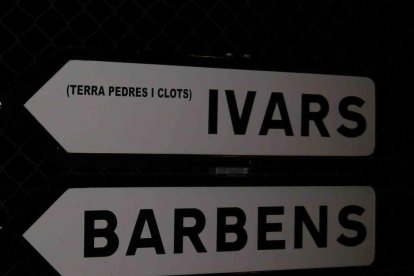 (TERRA PEDRES I CLOTS) IVARS
BARBENS